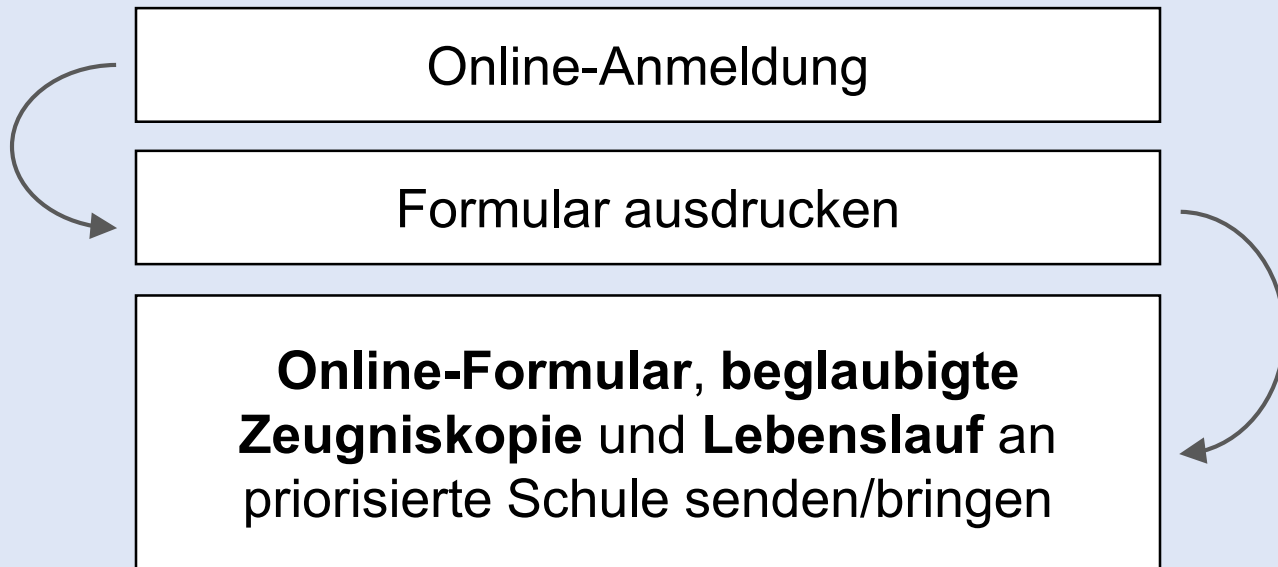 Online-Anmeldung
Formular ausdrucken
Online-Formular, beglaubigte
Zeugniskopie und Lebenslauf an
priorisierte Schule senden/bringen